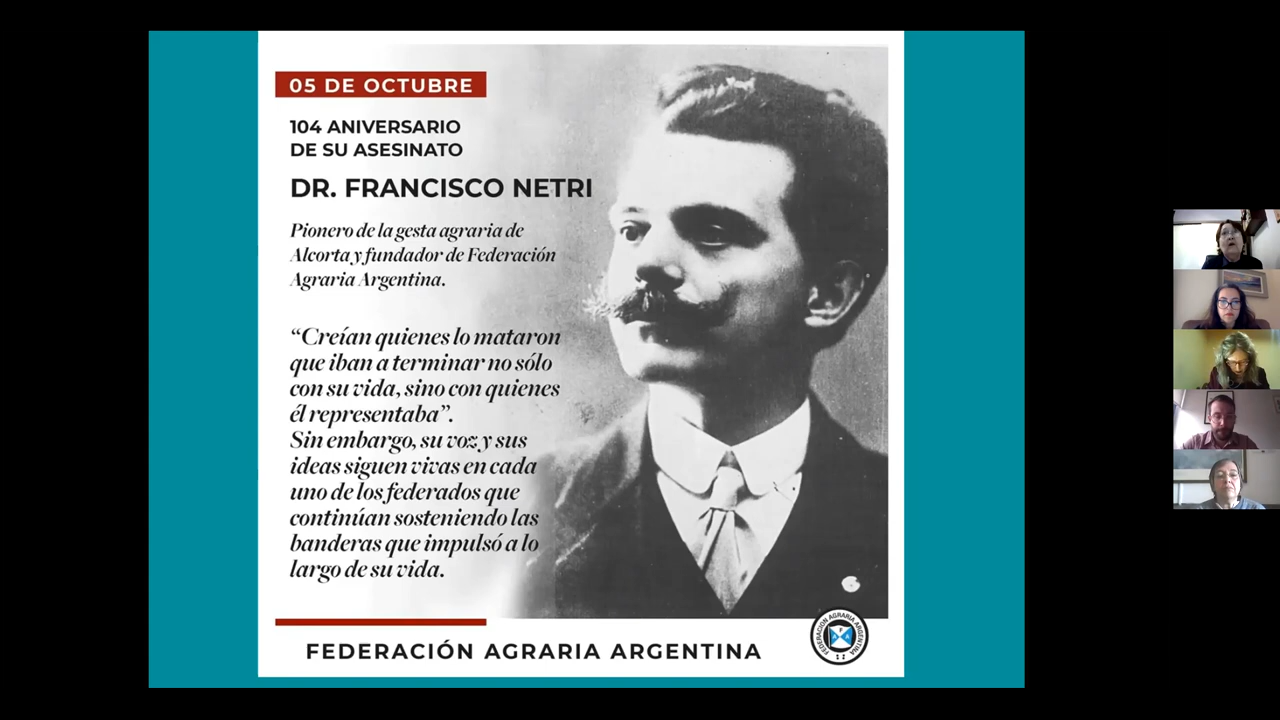 05 DE OCTUBRE
104 ANIVERSARIO
DE SU ASESINATO
DR. FRANCISCO NETRI
Pionero de la gesta agraria de
Alcorta y fundador de Federación
Agraria Argentina.
“Creían quienes lo mataron
que iban a terminar no sólo
con su vida, sino con quienes
él representaba”.
Sin embargo, su voz y sus
ideas siguen vivas en cada
uno de los federados que
continúan sosteniendo las
banderas que impulsó a lo
largo de su vida.
FEDERACIÓN AGRARIA ARGENTINA
FEDERACION AGRARIA ARGENTINA